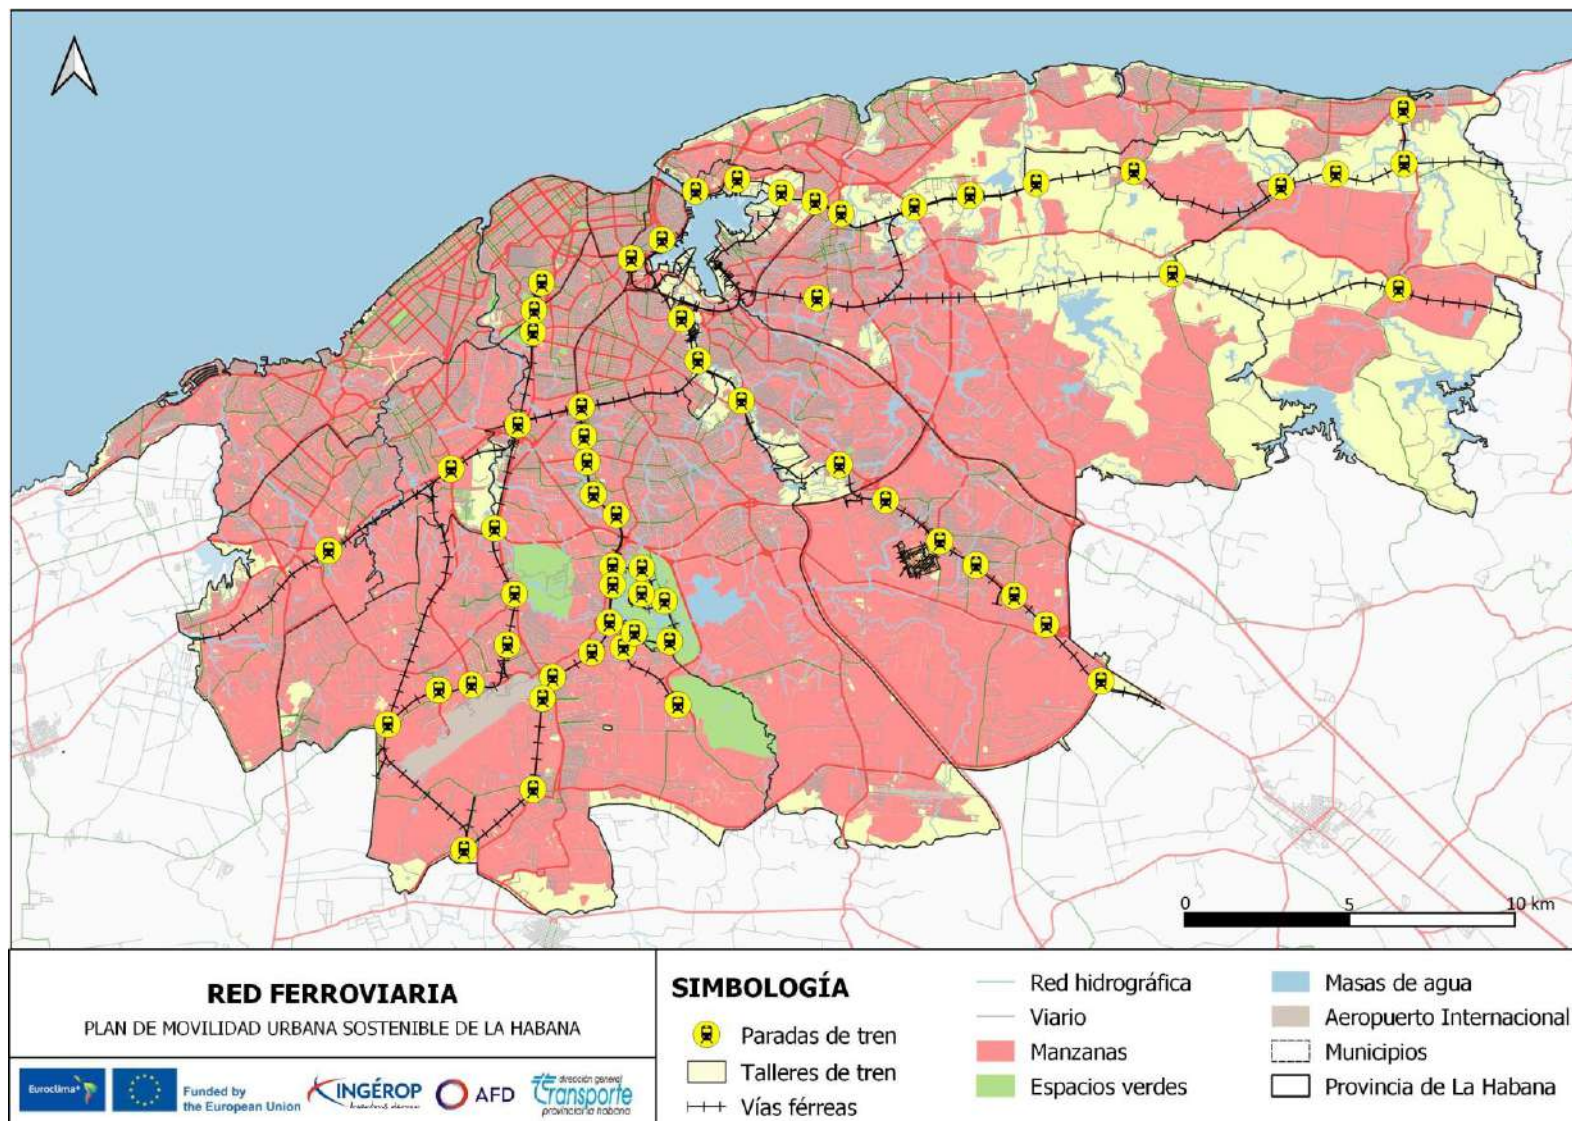 0 5 10 km
RED FERROVIARIA
PLAN DE MOVILIDAD URBANA SOSTENIBLE DE LA HABANA
Euroclima+
Funded by
the European Union
INGÉROP
AFD
dirección general
transporte
provincial la habana
SIMBOLOGÍA
Paradas de tren
Talleres de tren
Vías férreas
Red hidrográfica
Viario
Manzanas
Espacios verdes
Masas de agua
Aeropuerto Internacional
Municipios
Provincia de La Habana